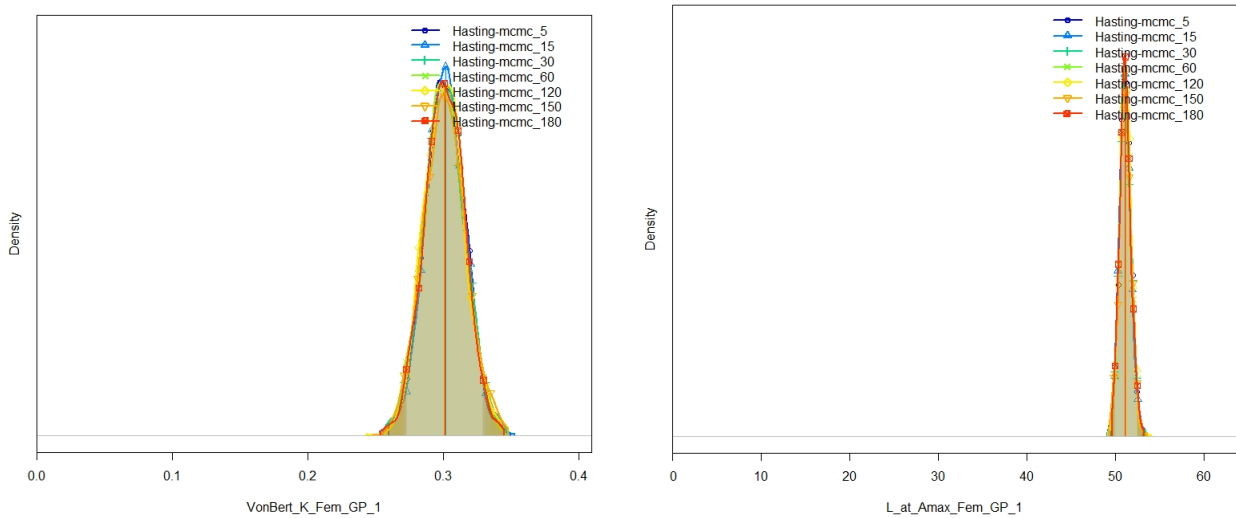 Hasting-mcmc_5
Hasting-mcmc_15
Hasting-mcmc_30
Hasting-mcmc_60
Hasting-mcmc_120
Hasting-mcmc_150
Hasting-mcmc_180
Density
0.0 0.1 0.2 0.3 0.4
VonBert_K_Fem_GP_1
Hasting-mcmc_5
Hasting-mcmc_15
Hasting-mcmc_30
Hasting-mcmc_60
Hasting-mcmc_120
Hasting-mcmc_150
Hasting-mcmc_180
Density
0 10 20 30 40 50 60
L_at_Amax_Fem_GP_1